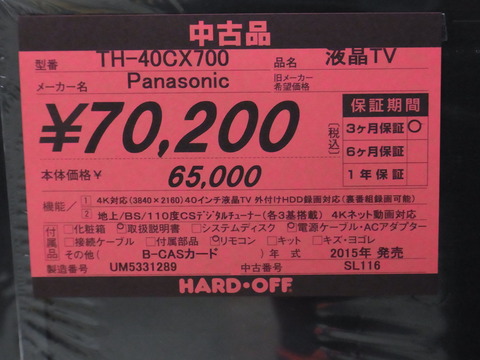 中古品
型番 TH-40CX700 品名 液晶TV
メーカー名 Panasonic 旧メーカー希望価格
¥70,200 (税込)
保証期間
3ヶ月保証 ○
6ヶ月保証
1年保証
本体価格¥ 65,000
機能/ 1 4K対応(3840×2160)40インチ液晶TV 外付けHDD録画対応(裏番組録画可能)
2 地上/BS/110度CSデジタルチューナー(各3基搭載) 4Kネット動画対応
付属品 □化粧箱 ○取扱説明書 □システムディスク ○電源ケーブル・ACアダプター
□接続ケーブル □付属部品 ○リモコン □キット □キズ・ヨゴレ
その他( B-CASカード ) 年式 2015年 発売
製造番号 UM5331289 中古番号 SL116
HARD・OFF